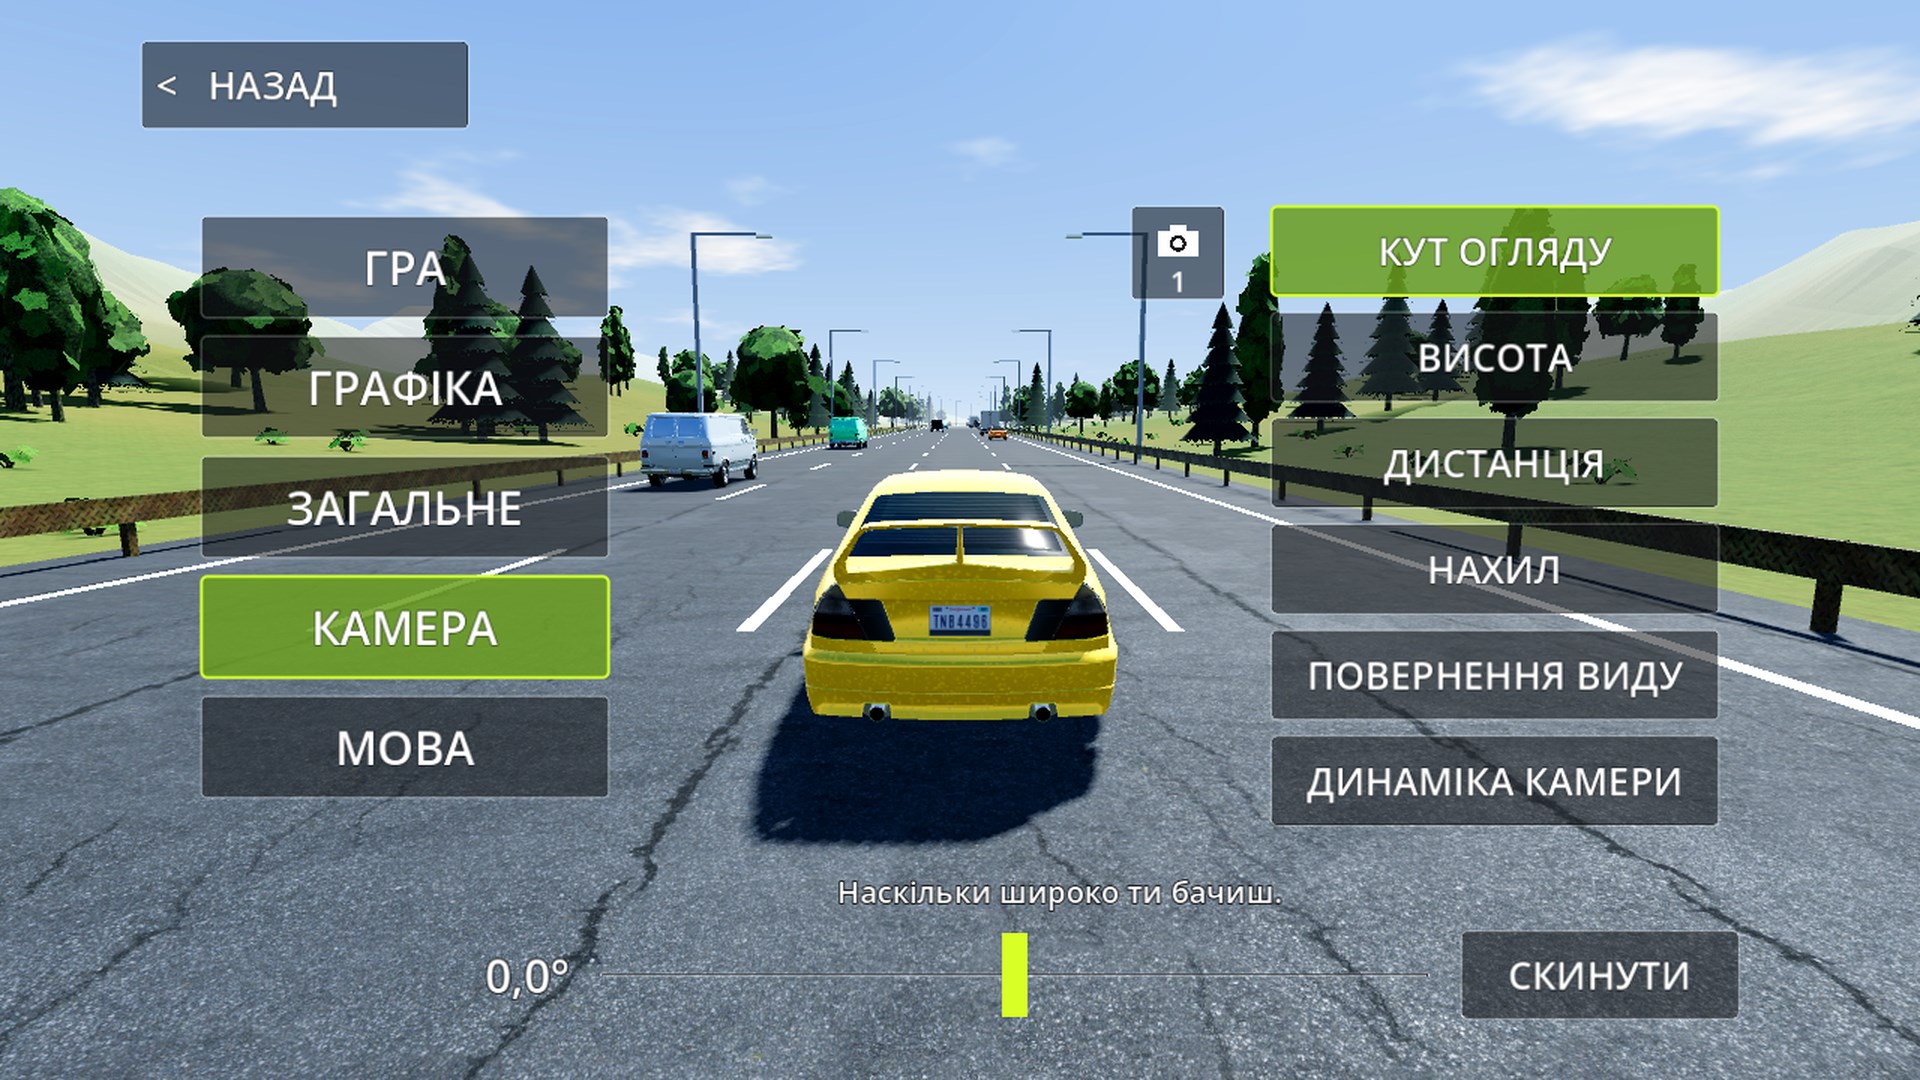 < НАЗАД
ГРА
ГРАФІКА
ЗАГАЛЬНЕ
КАМЕРА
МОВА
1
КУТ ОГЛЯДУ
ВИСОТА
ДИСТАНЦІЯ
НАХИЛ
ПОВЕРНЕННЯ ВИДУ
ДИНАМІКА КАМЕРИ
TNB4496
Наскільки широко ти бачиш.
0,0°
СКИНУТИ